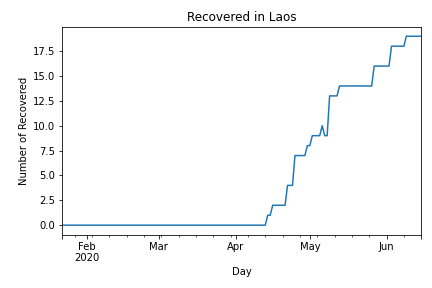 Recovered in Laos
Number of Recovered
17.5
15.0
12.5
10.0
7.5
5.0
2.5
0.0
Feb
2020
Mar
Apr
May
Jun
Day